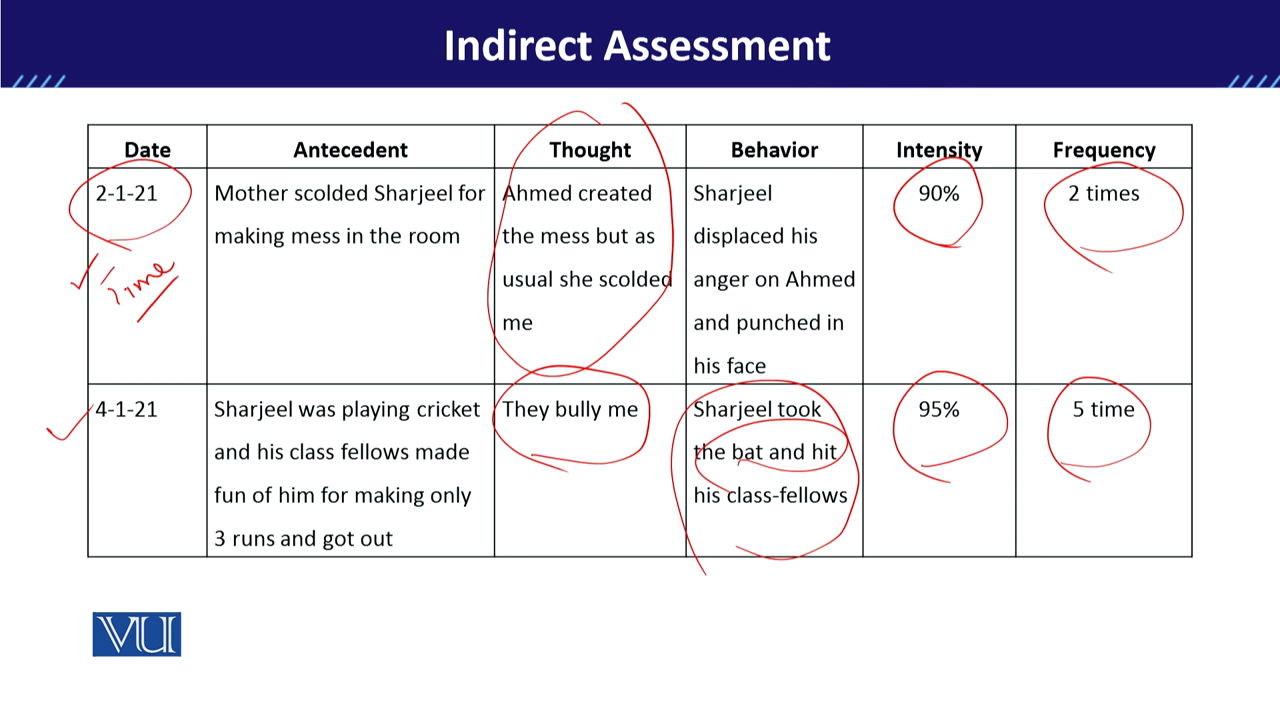 Indirect Assessment
Date Antecedent Thought Behavior Intensity Frequency
2-1-21 Mother scolded Sharjeel for Ahmed created Sharjeel 90% 2 times
making mess in the room the mess but as displaced his
Time usual she scolded anger on Ahmed
me and punched in
his face
4-1-21 Sharjeel was playing cricket They bully me Sharjeel took 95% 5 time
and his class fellows made the bat and hit
fun of him for making only his class-fellows
3 runs and got out
VU